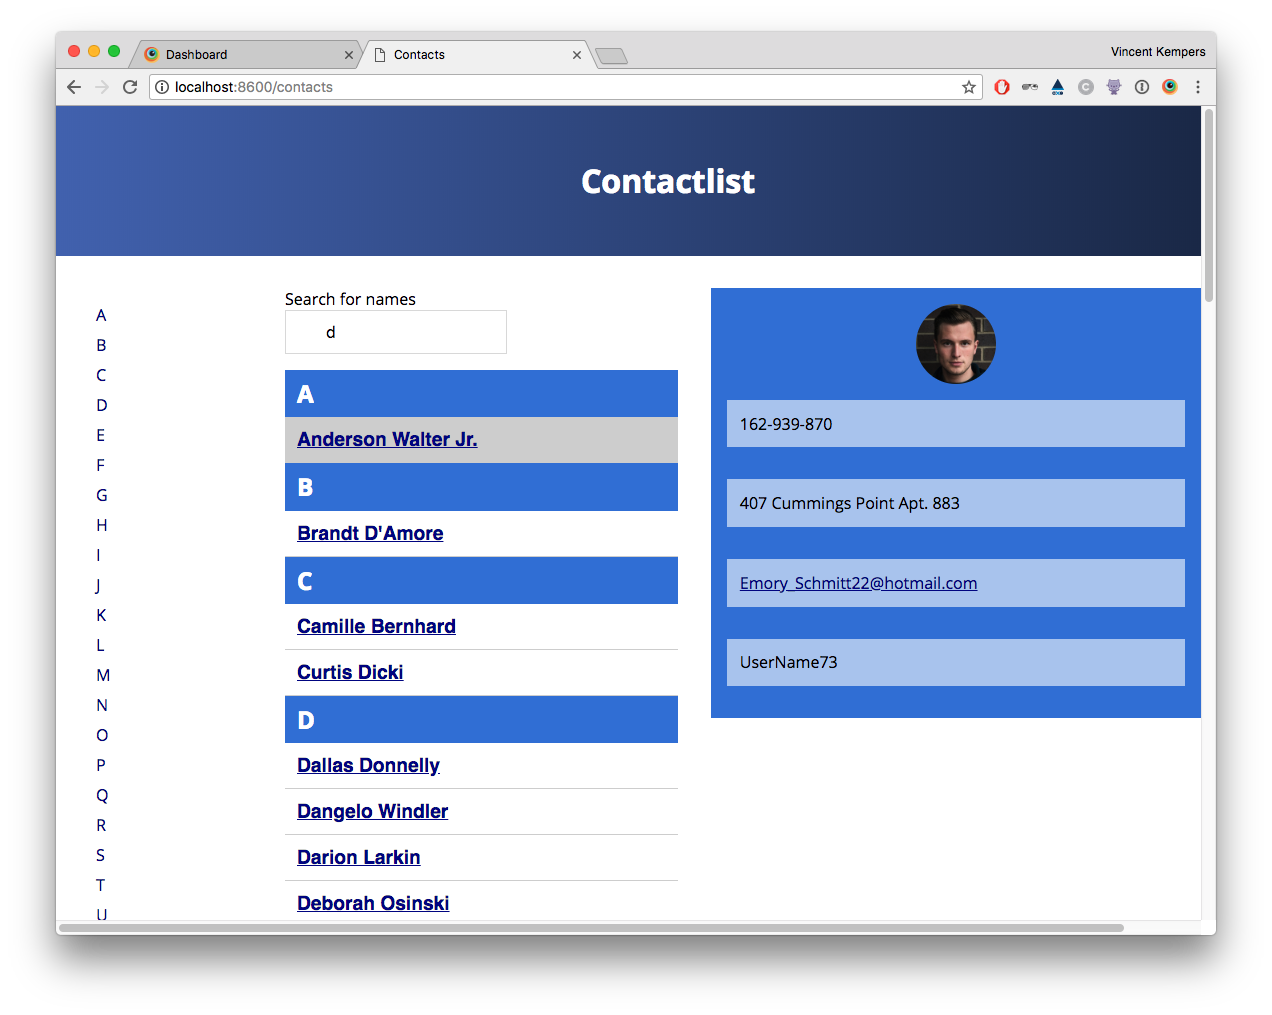 Dashboard
Contacts
Vincent Kempers
localhost:8600/contacts
Contactlist
A
B
C
D
E
F
G
H
I
J
K
L
M
N
O
P
Q
R
S
T
U
Search for names
d
A
Anderson Walter Jr.
B
Brandt D'Amore
C
Camille Bernhard
Curtis Dicki
D
Dallas Donnelly
Dangelo Windler
Darion Larkin
Deborah Osinski
162-939-870
407 Cummings Point Apt. 883
Emory_Schmitt22@hotmail.com
UserName73